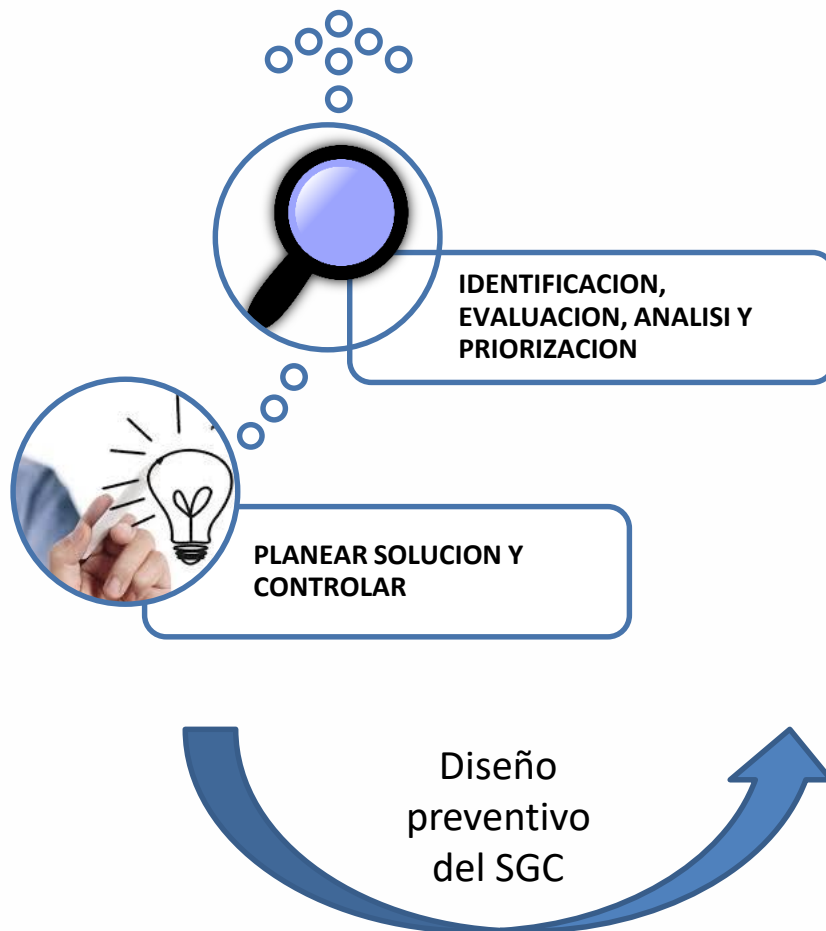 IDENTIFICACION,
EVALUACION, ANALISI Y
PRIORIZACION
PLANEAR SOLUCION Y
CONTROLAR
Diseño
preventivo
del SGC